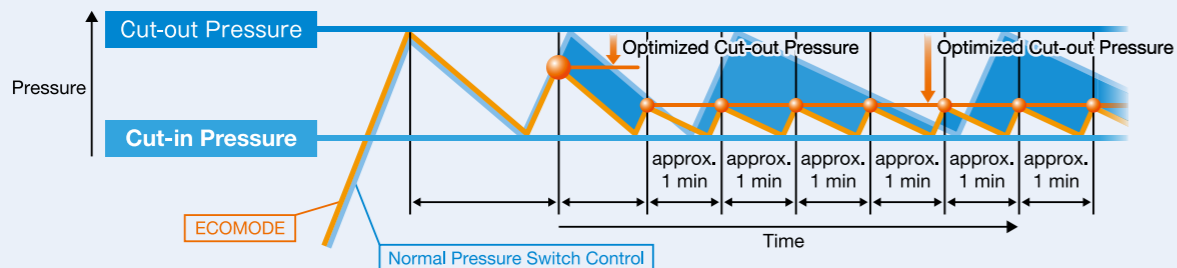 Cut-out Pressure
Optimized Cut-out Pressure
Optimized Cut-out Pressure
Pressure
Cut-in Pressure
approx.
1 min
approx.
1 min
approx.
1 min
approx.
1 min
approx.
1 min
approx.
1 min
ECOMODE
Time
Normal Pressure Switch Control